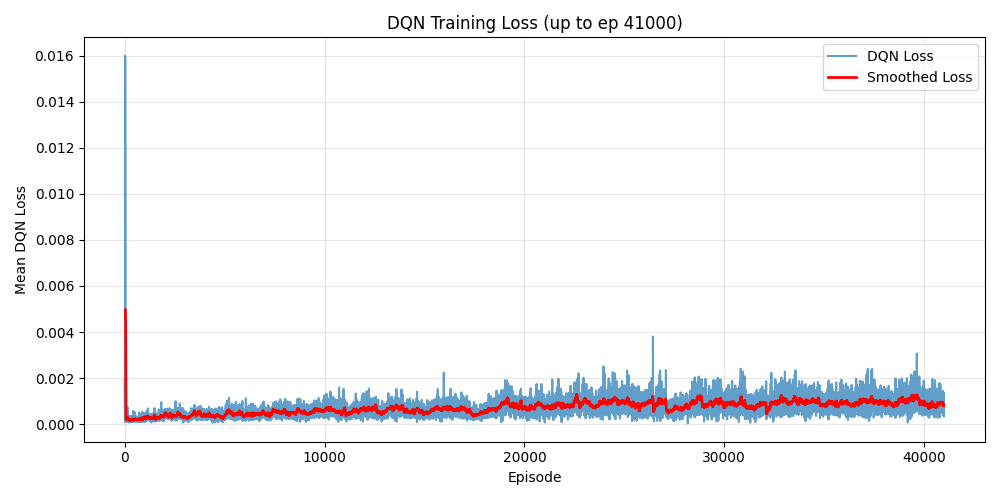 DQN Training Loss (up to ep 41000)
DQN Loss
Smoothed Loss
Mean DQN Loss
0.016
0.014
0.012
0.010
0.008
0.006
0.004
0.002
0.000
0
10000
20000
30000
40000
Episode